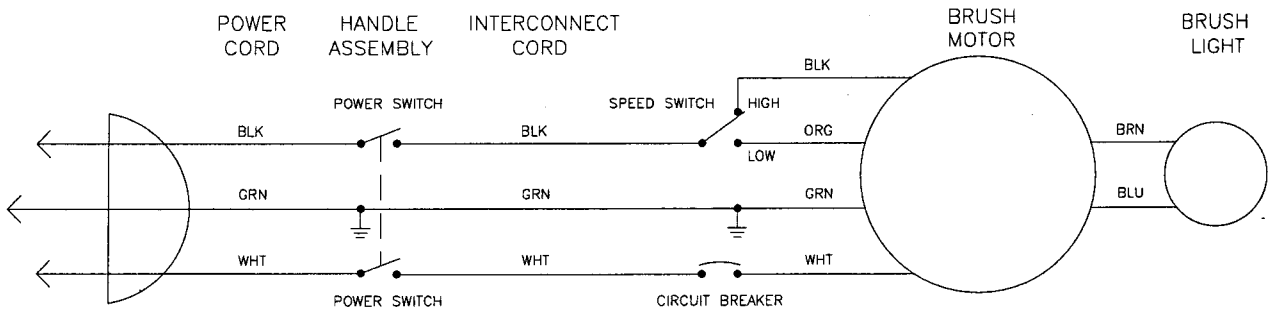 POWER
CORD
HANDLE
ASSEMBLY
INTERCONNECT
CORD
BRUSH
MOTOR
BRUSH
LIGHT
BLK
POWER SWITCH
SPEED SWITCH
HIGH
BLK
BLK
ORG
LOW
BRN
GRN
GRN
GRN
BLU
WHT
WHT
WHT
POWER SWITCH
CIRCUIT BREAKER